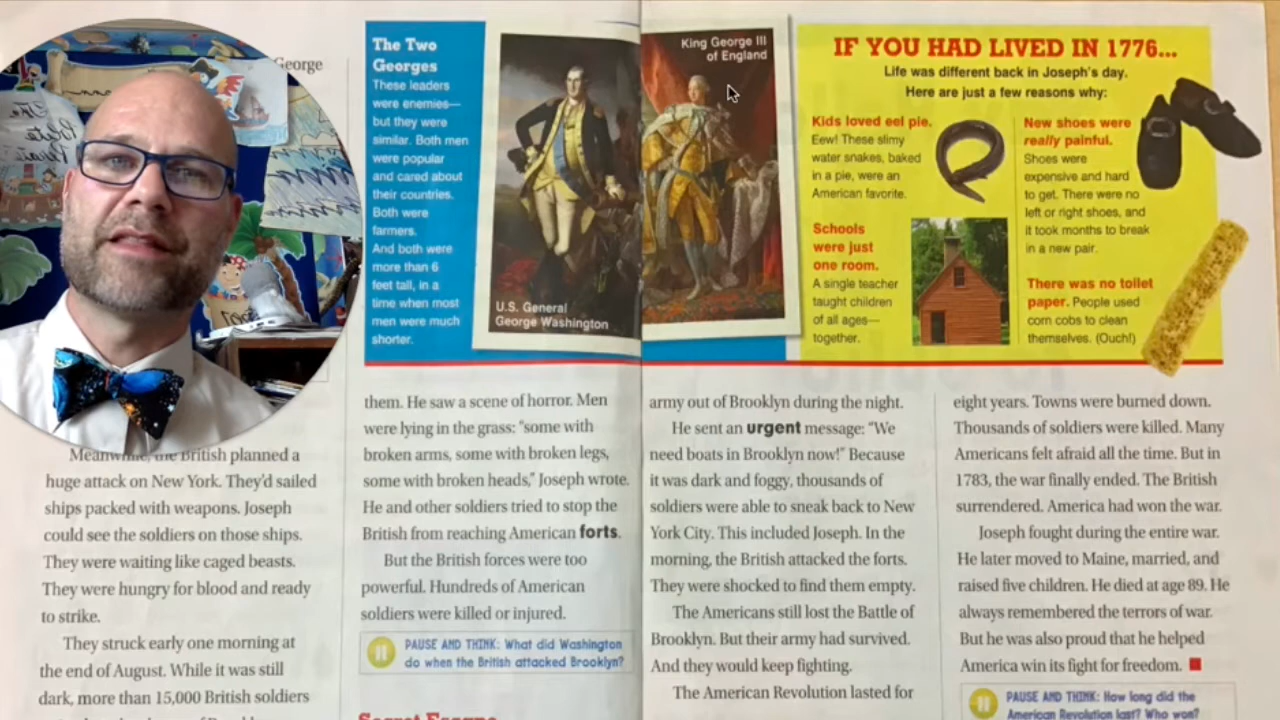 George
Meanwhile, the British planned a
huge attack on New York. They'd sailed
ships packed with weapons. Joseph
could see the soldiers on those ships.
They were waiting like caged beasts.
They were hungry for blood and ready
to strike.
They struck early one morning at
the end of August. While it was still
dark, more than 15,000 British soldiers
The Two
Georges
These leaders
were enemies—
but they were
similar. Both men
were popular
and cared about
their countries.
Both were
farmers.
And both were
more than 6
feet tall, in a
time when most
men were much
shorter.
U.S. General
George Washington
King George III
of England
IF YOU HAD LIVED IN 1776...
Life was different back in Joseph's day.
Here are just a few reasons why:
Kids loved eel pie.
Eew! These slimy
water snakes, baked
in a pie, were an
American favorite.
Schools
were just
one room.
A single teacher
taught children
of all ages—
together.
New shoes were
really painful.
Shoes were
expensive and hard
to get. There were no
left or right shoes, and
it took months to break
in a new pair.
There was no toilet
paper. People used
corn cobs to clean
themselves. (Ouch!)
them. He saw a scene of horror. Men
were lying in the grass: "some with
broken arms, some with broken legs,
some with broken heads," Joseph wrote.
He and other soldiers tried to stop the
British from reaching American forts.
But the British forces were too
powerful. Hundreds of American
soldiers were killed or injured.
PAUSE AND THINK: What did Washington
do when the British attacked Brooklyn?
Secret Escape
army out of Brooklyn during the night.
He sent an urgent message: "We
need boats in Brooklyn now!" Because
it was dark and foggy, thousands of
soldiers were able to sneak back to New
York City. This included Joseph. In the
morning, the British attacked the forts.
They were shocked to find them empty.
The Americans still lost the Battle of
Brooklyn. But their army had survived.
And they would keep fighting.
The American Revolution lasted for
eight years. Towns were burned down.
Thousands of soldiers were killed. Many
Americans felt afraid all the time. But in
1783, the war finally ended. The British
surrendered. America had won the war.
Joseph fought during the entire war.
He later moved to Maine, married, and
raised five children. He died at age 89. He
always remembered the terrors of war.
But he was also proud that he helped
America win its fight for freedom.
PAUSE AND THINK: How long did the
American Revolution last? Who won?